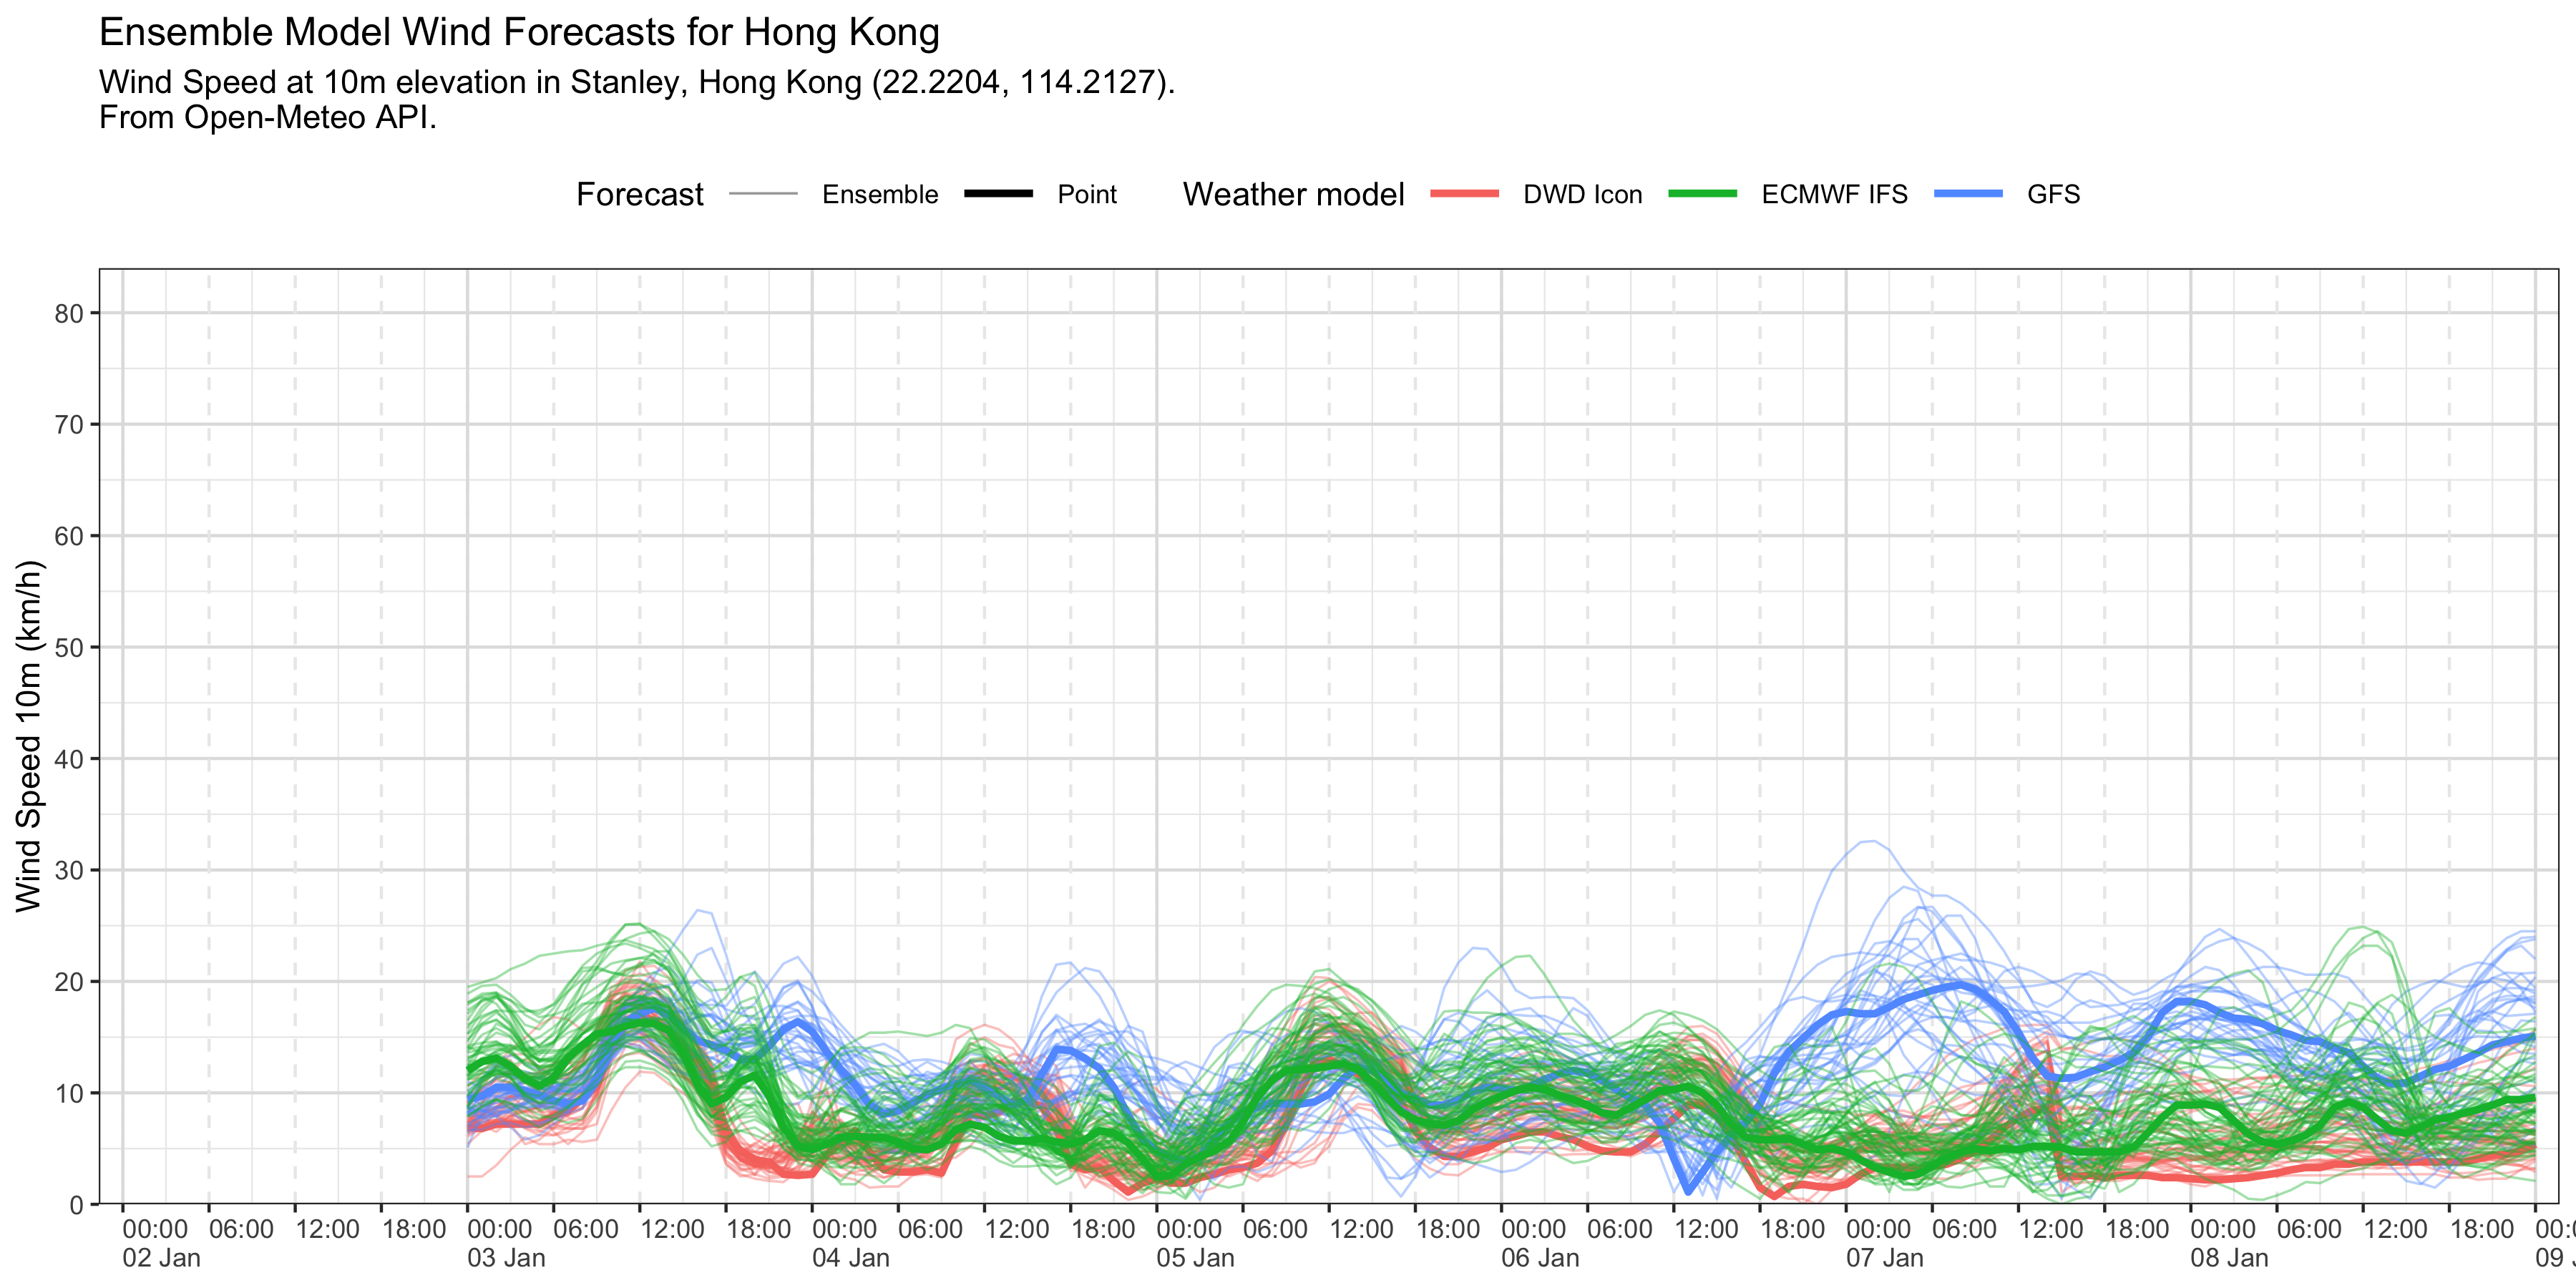 Ensemble Model Wind Forecasts for Hong Kong
Wind Speed at 10m elevation in Stanley, Hong Kong (22.2204, 114.2127).
From Open-Meteo API.
Forecast Ensemble Point Weather model DWD Icon ECMWF IFS GFS
Wind Speed 10m (km/h)
80
70
60
50
40
30
20
10
0
00:00 06:00 12:00 18:00 00:00 06:00 12:00 18:00 00:00 06:00 12:00 18:00 00:00 06:00 12:00 18:00 00:00 06:00 12:00 18:00 00:00 06:00 12:00 18:00 00:00 06:00 12:00 18:00 00:0
02 Jan 03 Jan 04 Jan 05 Jan 06 Jan 07 Jan 08 Jan 09